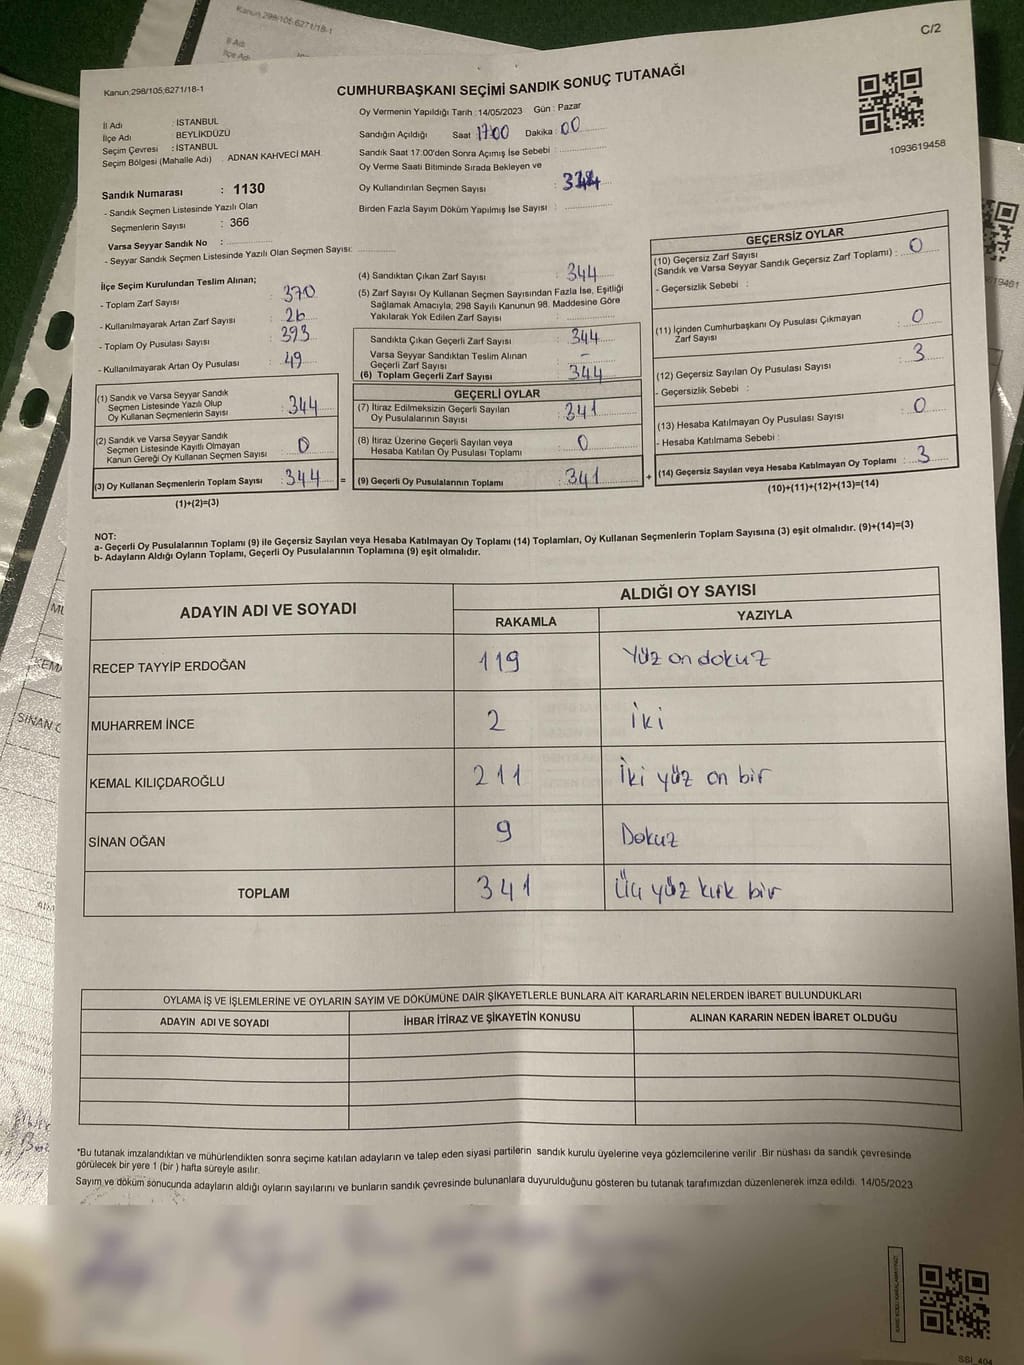 Kanun;298/105;6271/18-1
İl Adı
İlçe Adı
C/2
Kanun;298/105;6271/18-1
CUMHURBAŞKANI SEÇİMİ SANDIK SONUÇ TUTANAĞI
1093619458
İl Adı : İSTANBUL
İlçe Adı : BEYLİKDÜZÜ
Seçim Çevresi : İSTANBUL
Seçim Bölgesi (Mahalle Adı) . ADNAN KAHVECİ MAH.
Sandık Numarası : 1130
- Sandık Seçmen Listesinde Yazılı Olan
Seçmenlerin Sayısı : 366
Varsa Seyyar Sandık No :
- Seyyar Sandık Seçmen Listesinde Yazılı Olan Seçmen Sayısı:
Oy Vermenin Yapıldığı Tarih : 14/05/2023 Gün : Pazar
Sandığın Açıldığı Saat 17:00 Dakika : 00
Sandık Saat 17:00'den Sonra Açımış İse Sebebi :
Oy Verme Saati Bitiminde Sırada Bekleyen ve
Oy Kullandırılan Seçmen Sayısı :
Birden Fazla Sayım Döküm Yapılmış İse Sayısı :
İlçe Seçim Kurulundan Teslim Alınan;
- Toplam Zarf Sayısı : 370
- Kullanılmayarak Artan Zarf Sayısı : 26
- Toplam Oy Pusulası Sayısı : 393
- Kullanılmayarak Artan Oy Pusulası : 49
(1) Sandık ve Varsa Seyyar Sandık
Seçmen Listesinde Yazılı Olup
Oy Kullanan Seçmenlerin Sayısı : 344
(2) Sandık ve Varsa Seyyar Sandık
Seçmen Listesinde Kayıtlı Olmayan
Kanun Gereği Oy Kullanan Seçmen Sayısı : 0
(3) Oy Kullanan Seçmenlerin Toplam Sayısı : 344 =
(1)+(2)=(3)
(4) Sandıktan Çıkan Zarf Sayısı : 344
(5) Zarf Sayısı Oy Kullanan Seçmen Sayısından Fazla İse, Eşitliği
Sağlamak Amacıyla, 298 Sayılı Kanunun 98. Maddesine Göre
Yakılarak Yok Edilen Zarf Sayısı :
Sandıkta Çıkan Geçerli Zarf Sayısı : 344
Varsa Seyyar Sandıktan Teslim Alınan
Geçerli Zarf Sayısı : -
(6) Toplam Geçerli Zarf Sayısı : 344
GEÇERLİ OYLAR
(7) İtiraz Edilmeksizin Geçerli Sayılan
Oy Pusulalarının Sayısı : 341
(8) İtiraz Üzerine Geçerli Sayılan veya
Hesaba Katılan Oy Pusulası Toplamı : 0
(9) Geçerli Oy Pusulalarının Toplamı : 341 +
GEÇERSİZ OYLAR
(10) Geçersiz Zarf Sayısı
(Sandık ve Varsa Seyyar Sandık Geçersiz Zarf Toplamı) : 0
- Geçersizlik Sebebi :
(11) İçinden Cumhurbaşkanı Oy Pusulası Çıkmayan
Zarf Sayısı : 0
(12) Geçersiz Sayılan Oy Pusulası Sayısı : 3
- Geçersizlik Sebebi :
(13) Hesaba Katılmayan Oy Pusulası Sayısı : 0
- Hesaba Katılmama Sebebi :
(14) Geçersiz Sayılan veya Hesaba Katılmayan Oy Toplamı : 3
(10)+(11)+(12)+(13)=(14)
NOT:
a- Geçerli Oy Pusulalarının Toplamı (9) ile Geçersiz Sayılan veya Hesaba Katılmayan Oy Toplamı (14) Toplamları, Oy Kullanan Seçmenlerin Toplam Sayısına (3) eşit olmalıdır. (9)+(14)=(3)
b- Adayların Aldığı Oyların Toplamı, Geçerli Oy Pusulalarının Toplamına (9) eşit olmalıdır.
ADAYIN ADI VE SOYADI
ALDIĞI OY SAYISI
RAKAMLA
YAZIYLA
RECEP TAYYİP ERDOĞAN 119 Yüz on dokuz
MUHARREM İNCE 2 İki
KEMAL KILIÇDAROĞLU 211 İki yüz on bir
SİNAN OĞAN 9 Dokuz
TOPLAM 341 Üç yüz kırk bir
OYLAMA İŞ VE İŞLEMLERİNE VE OYLARIN SAYIM VE DÖKÜMÜNE DAİR ŞİKAYETLERLE BUNLARA AİT KARARLARIN NELERDEN İBARET BULUNDUKLARI
ADAYIN ADI VE SOYADI
İHBAR İTİRAZ VE ŞİKAYETİN KONUSU
ALINAN KARARIN NEDEN İBARET OLDUĞU
*Bu tutanak imzalandıktan ve mühürlendikten sonra seçime katılan adayların ve talep eden siyasi partilerin sandık kurulu üyelerine veya gözlemcilerine verilir .Bir nüshası da sandık çevresinde
görülecek bir yere 1 (bir ) hafta süreyle asılır.
Sayım ve döküm sonucunda adayların aldığı oyların sayılarını ve bunların sandık çevresinde bulunanlara duyurulduğunu gösteren bu tutanak tarafımızdan düzenlenerek imza edildi. 14/05/2023